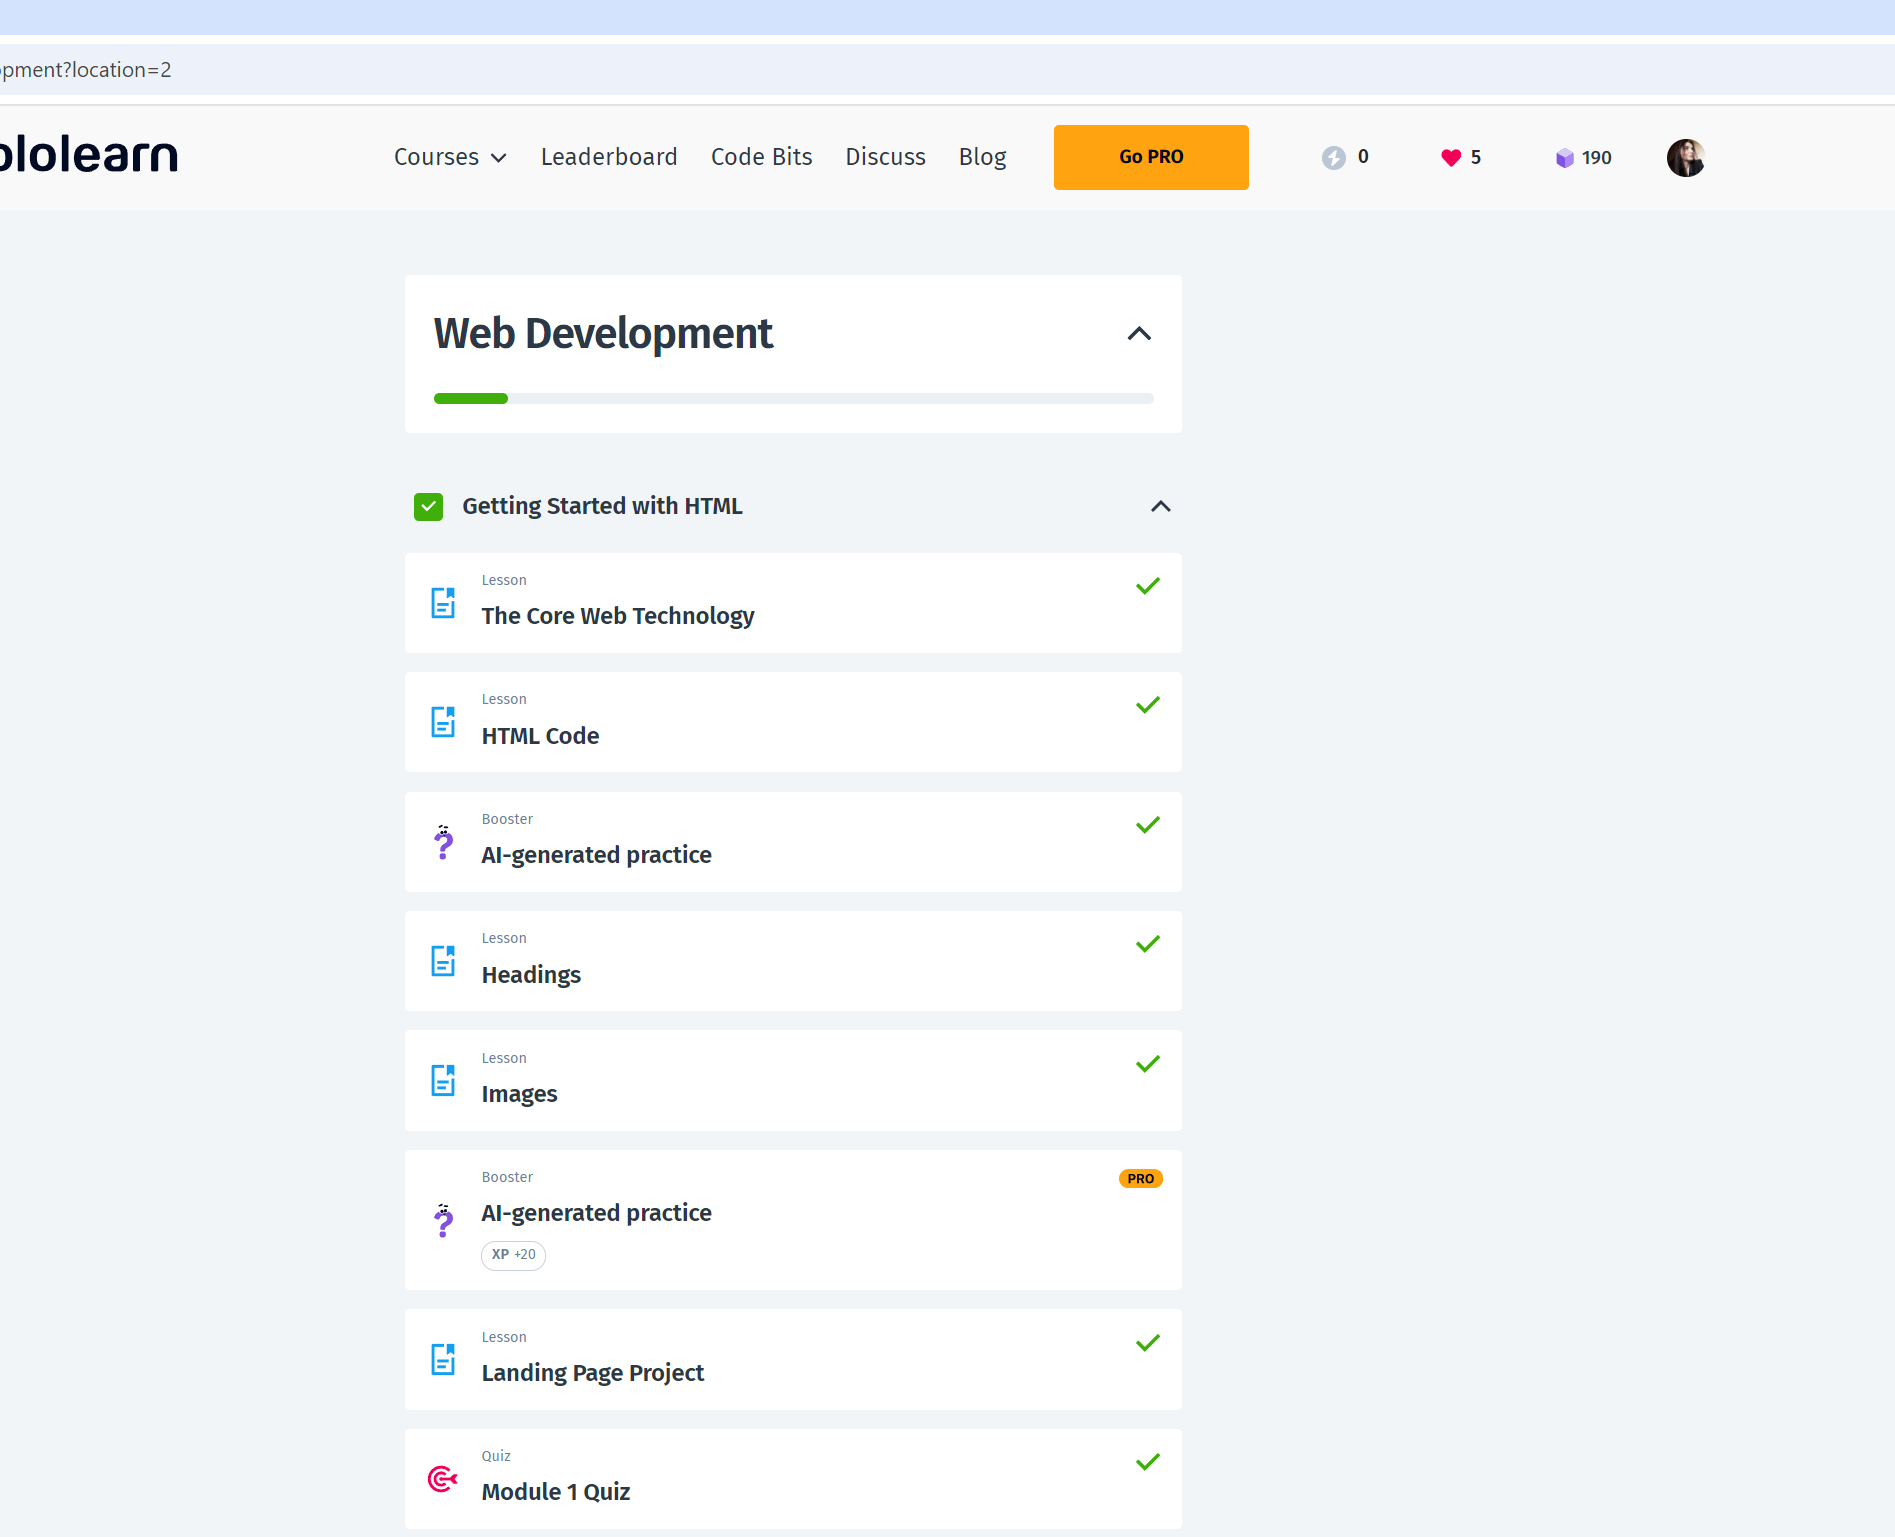 pment?location=2
ololearn
Courses Leaderboard Code Bits Discuss Blog Go PRO 0 5 190
Web Development
Getting Started with HTML
Lesson
The Core Web Technology
Lesson
HTML Code
Booster
AI-generated practice
Lesson
Headings
Lesson
Images
Booster
PRO
AI-generated practice
XP +20
Lesson
Landing Page Project
Quiz
Module 1 Quiz